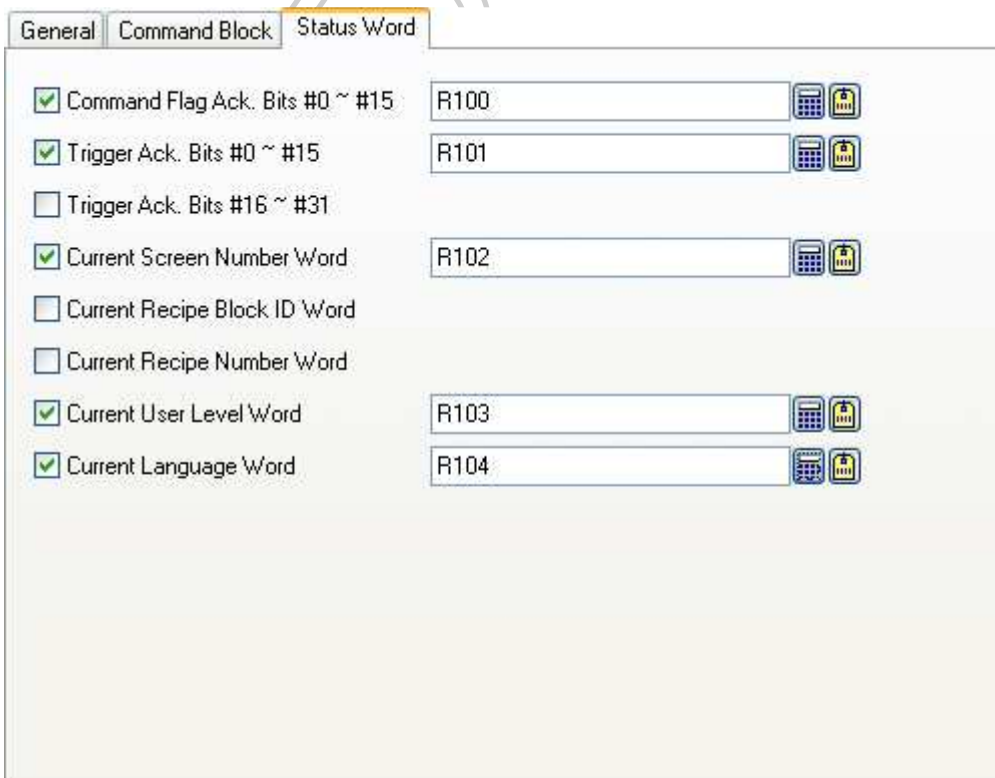 General Command Block Status Word
Command Flag Ack. Bits #0 ~ #15 R100
Trigger Ack. Bits #0 ~ #15 R101
Trigger Ack. Bits #16 ~ #31
Current Screen Number Word R102
Current Recipe Block ID Word
Current Recipe Number Word
Current User Level Word R103
Current Language Word R104